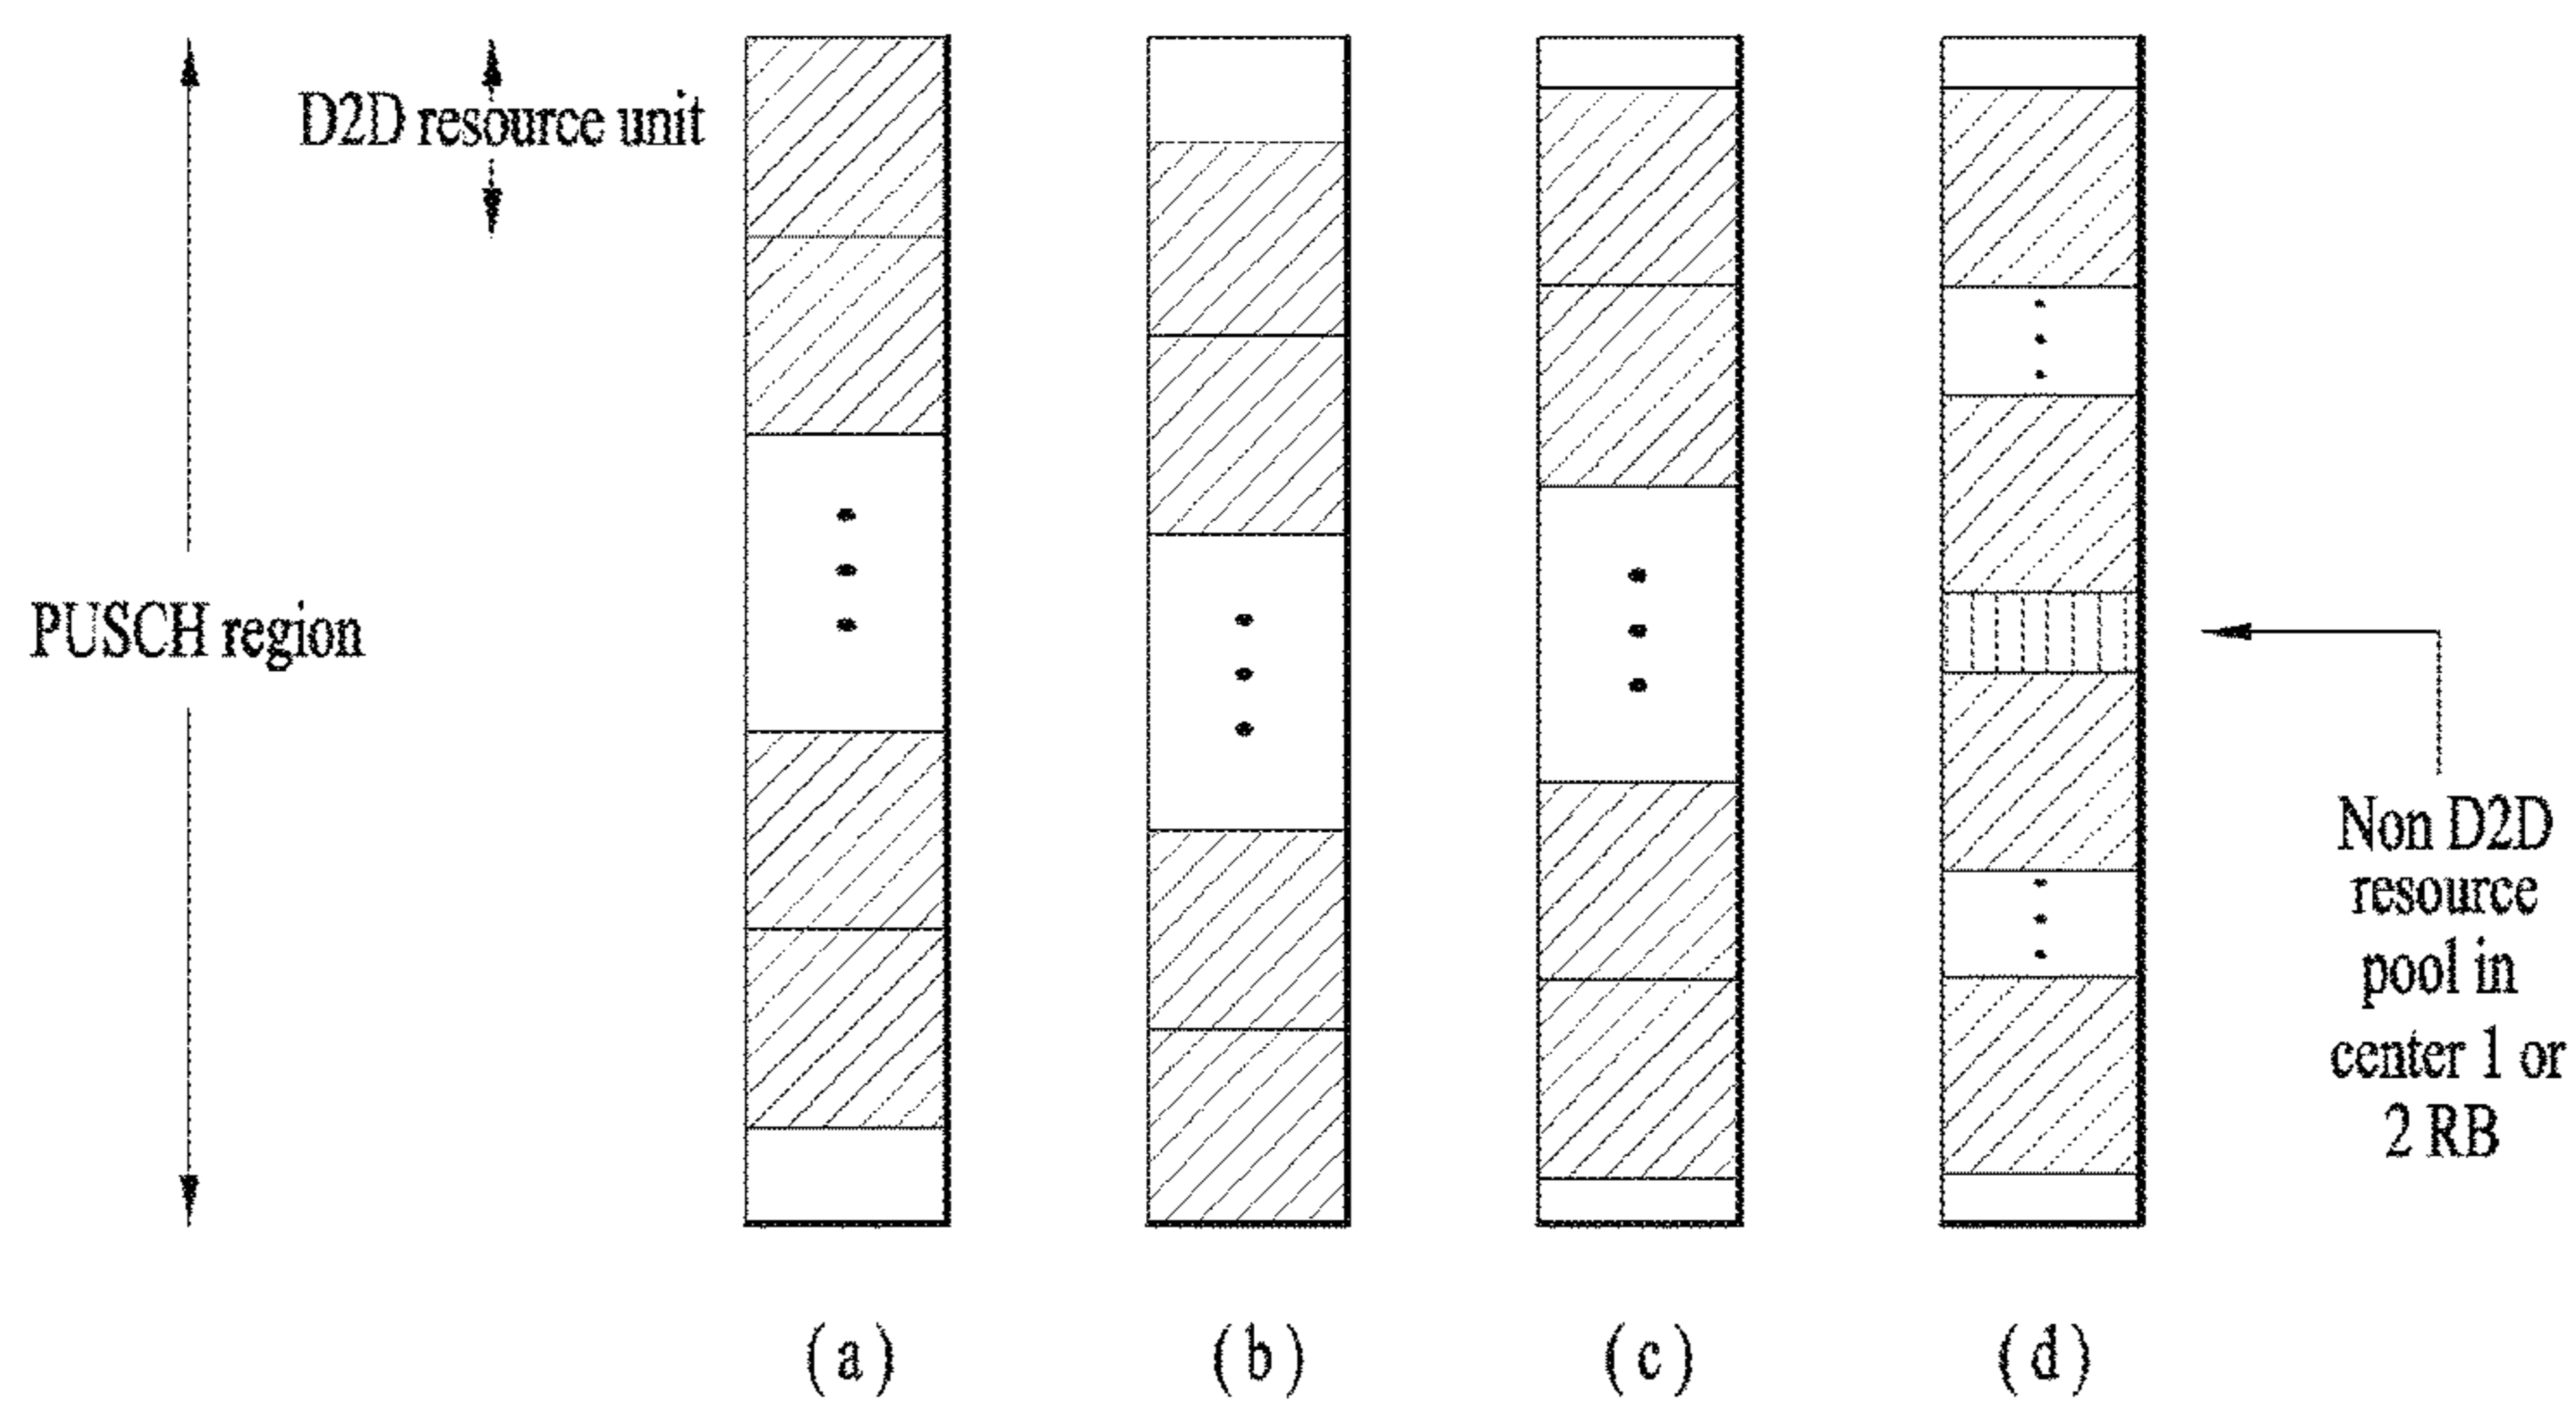 D2D resource unit
PUSCH region
Non D2D
resource
pool in
center 1 or
2 RB
(a)
(b)
(c)
(d)